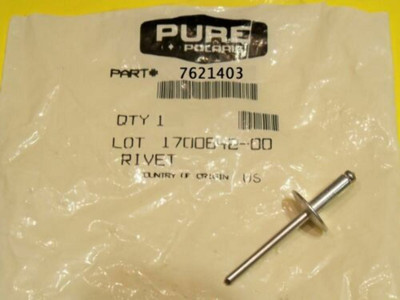 PURE
POLARIS
PART# 7621403
QTY 1
LOT 1700642-00
RIVET
COUNTRY OF ORIGIN US